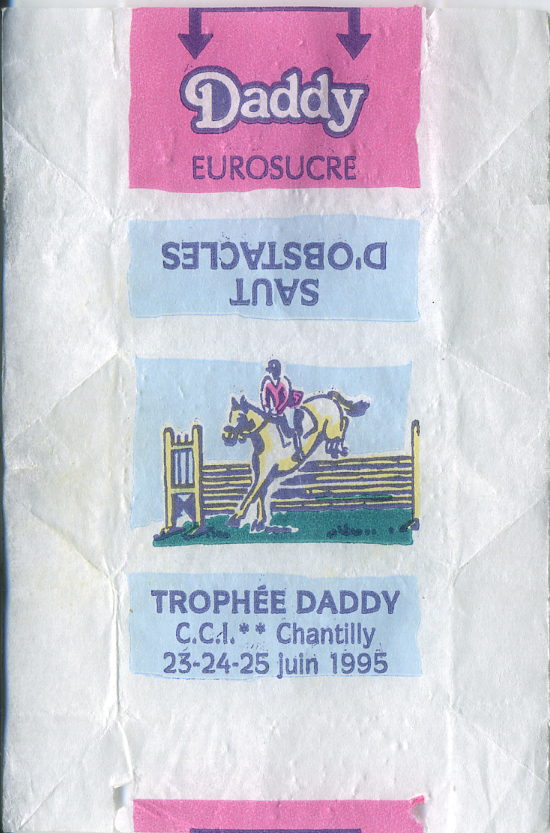 Daddy
EUROSUCRE
SAUT
D'OBSTACLES
TROPHÉE DADDY
C.C.I.** Chantilly
23-24-25 juin 1995